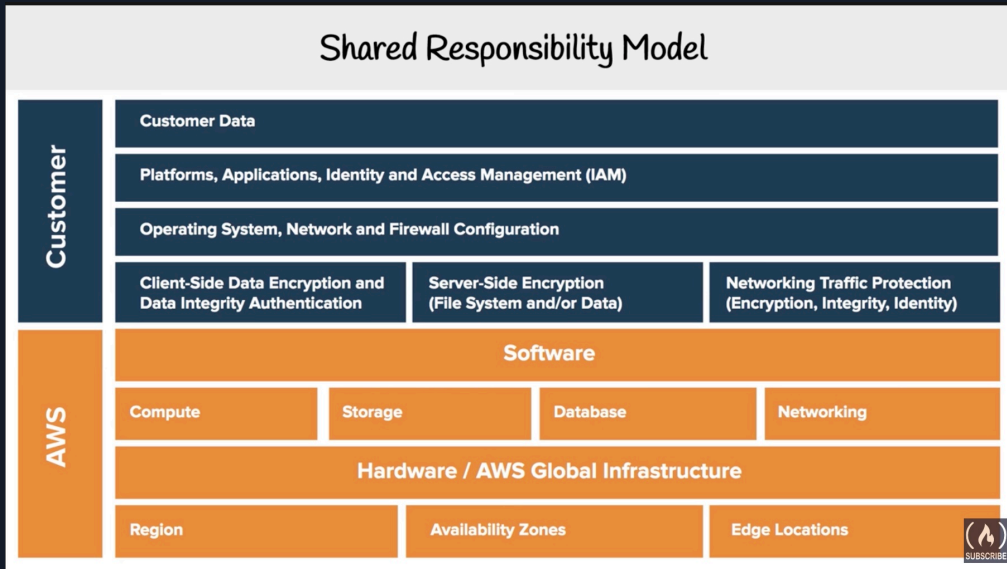 Shared Responsibility Model
Customer
Customer Data
Platforms, Applications, Identity and Access Management (IAM)
Operating System, Network and Firewall Configuration
Client-Side Data Encryption and
Data Integrity Authentication
Server-Side Encryption
(File System and/or Data)
Networking Traffic Protection
(Encryption, Integrity, Identity)
AWS
Software
Compute
Storage
Database
Networking
Hardware / AWS Global Infrastructure
Region
Availability Zones
Edge Locations
SUBSCRIBE